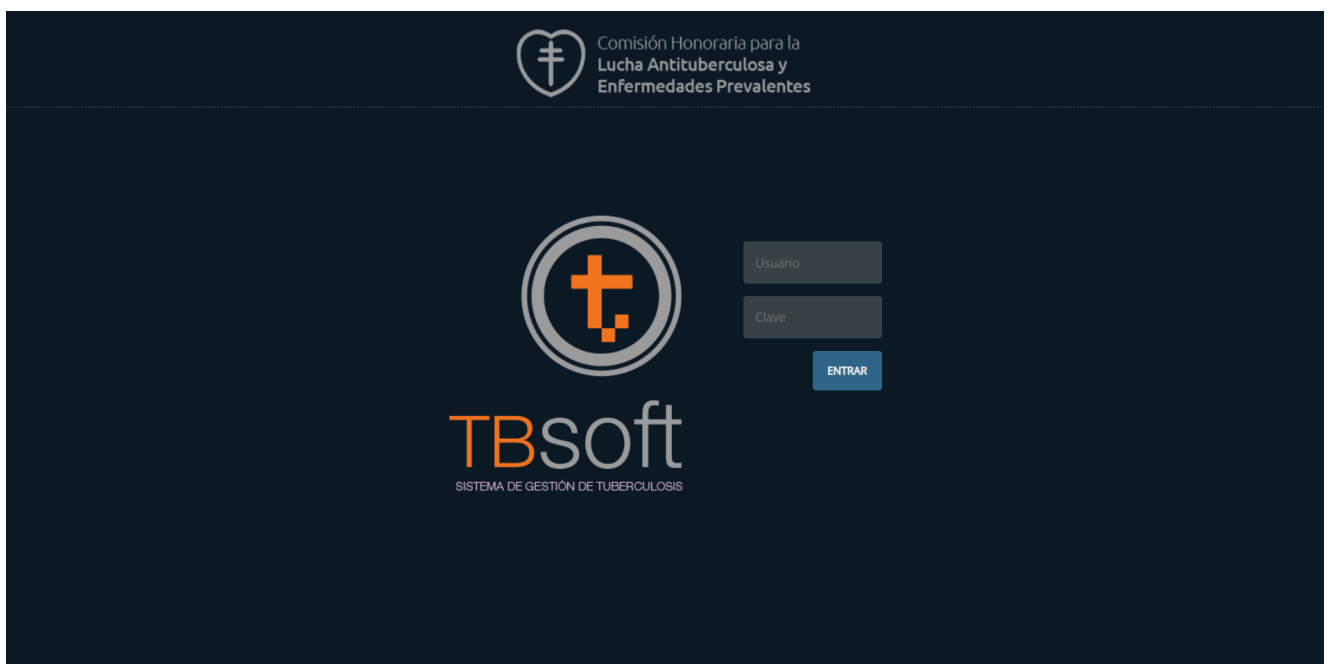 Comisión Honoraria para la
Lucha Antituberculosa y
Enfermedades Prevalentes
t
TBsoft
SISTEMA DE GESTIÓN DE TUBERCULOSIS
Usuario
Clave
ENTRAR